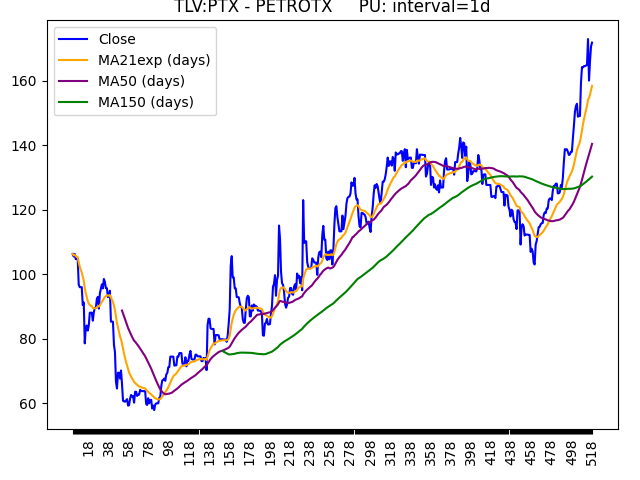 TLV:PTX - PETROTX PU: interval=1d
Close
MA21exp (days)
MA50 (days)
MA150 (days)
160
140
120
100
80
60
18 38 58 78 98 118 138 158 178 198 218 238 258 278 298 318 338 358 378 398 418 438 458 478 498 518